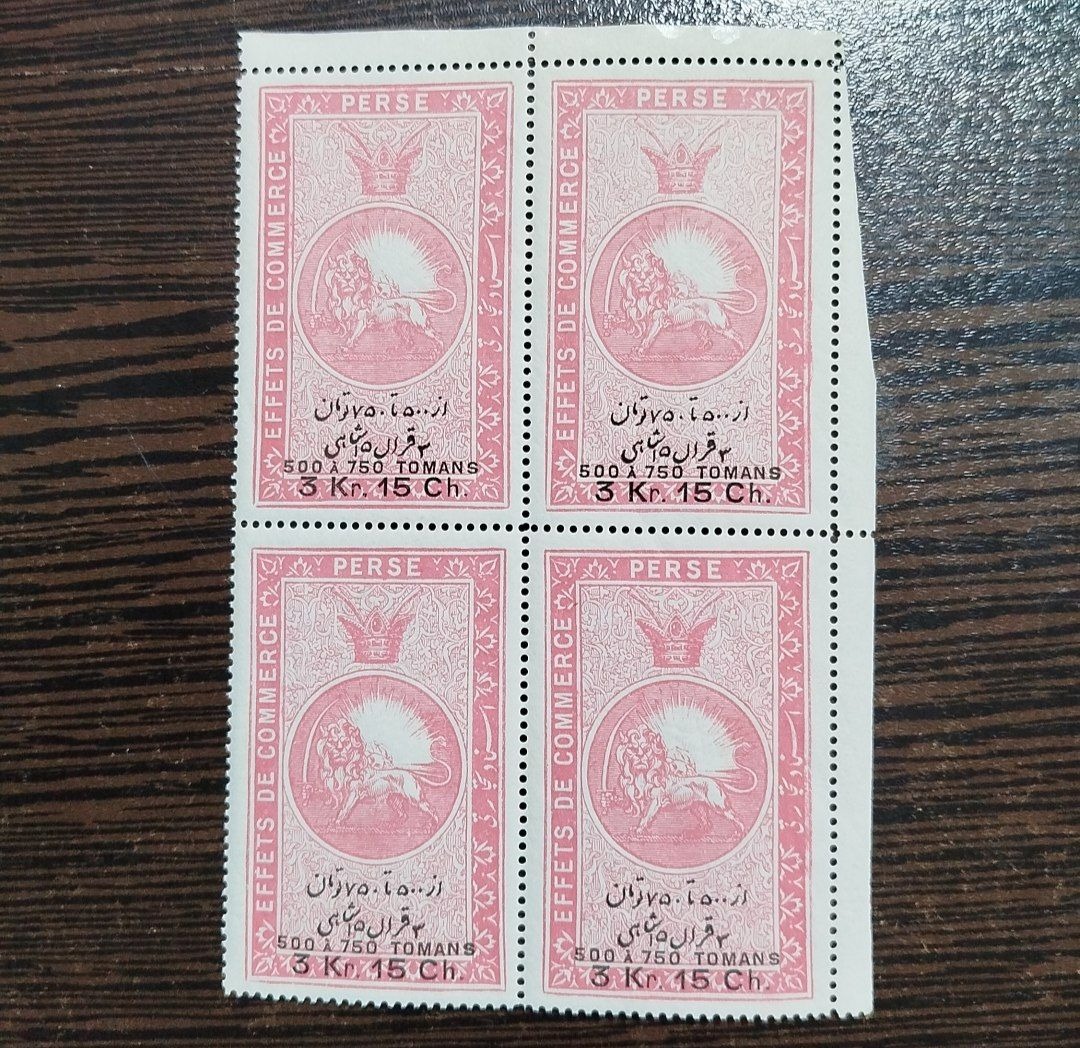 PERSE
EFFETS DE COMMERCE
از ۵۰۰ تا ۷۵۰ تومان
۳ قران ۱۵ شاهی
500 À 750 TOMANS
3 Kr. 15 Ch.
PERSE
EFFETS DE COMMERCE
از ۵۰۰ تا ۷۵۰ تومان
۳ قران ۱۵ شاهی
500 À 750 TOMANS
3 Kr. 15 Ch.
PERSE
EFFETS DE COMMERCE
از ۵۰۰ تا ۷۵۰ تومان
۳ قران ۱۵ شاهی
500 À 750 TOMANS
3 Kr. 15 Ch.
PERSE
EFFETS DE COMMERCE
از ۵۰۰ تا ۷۵۰ تومان
۳ قران ۱۵ شاهی
500 À 750 TOMANS
3 Kr. 15 Ch.